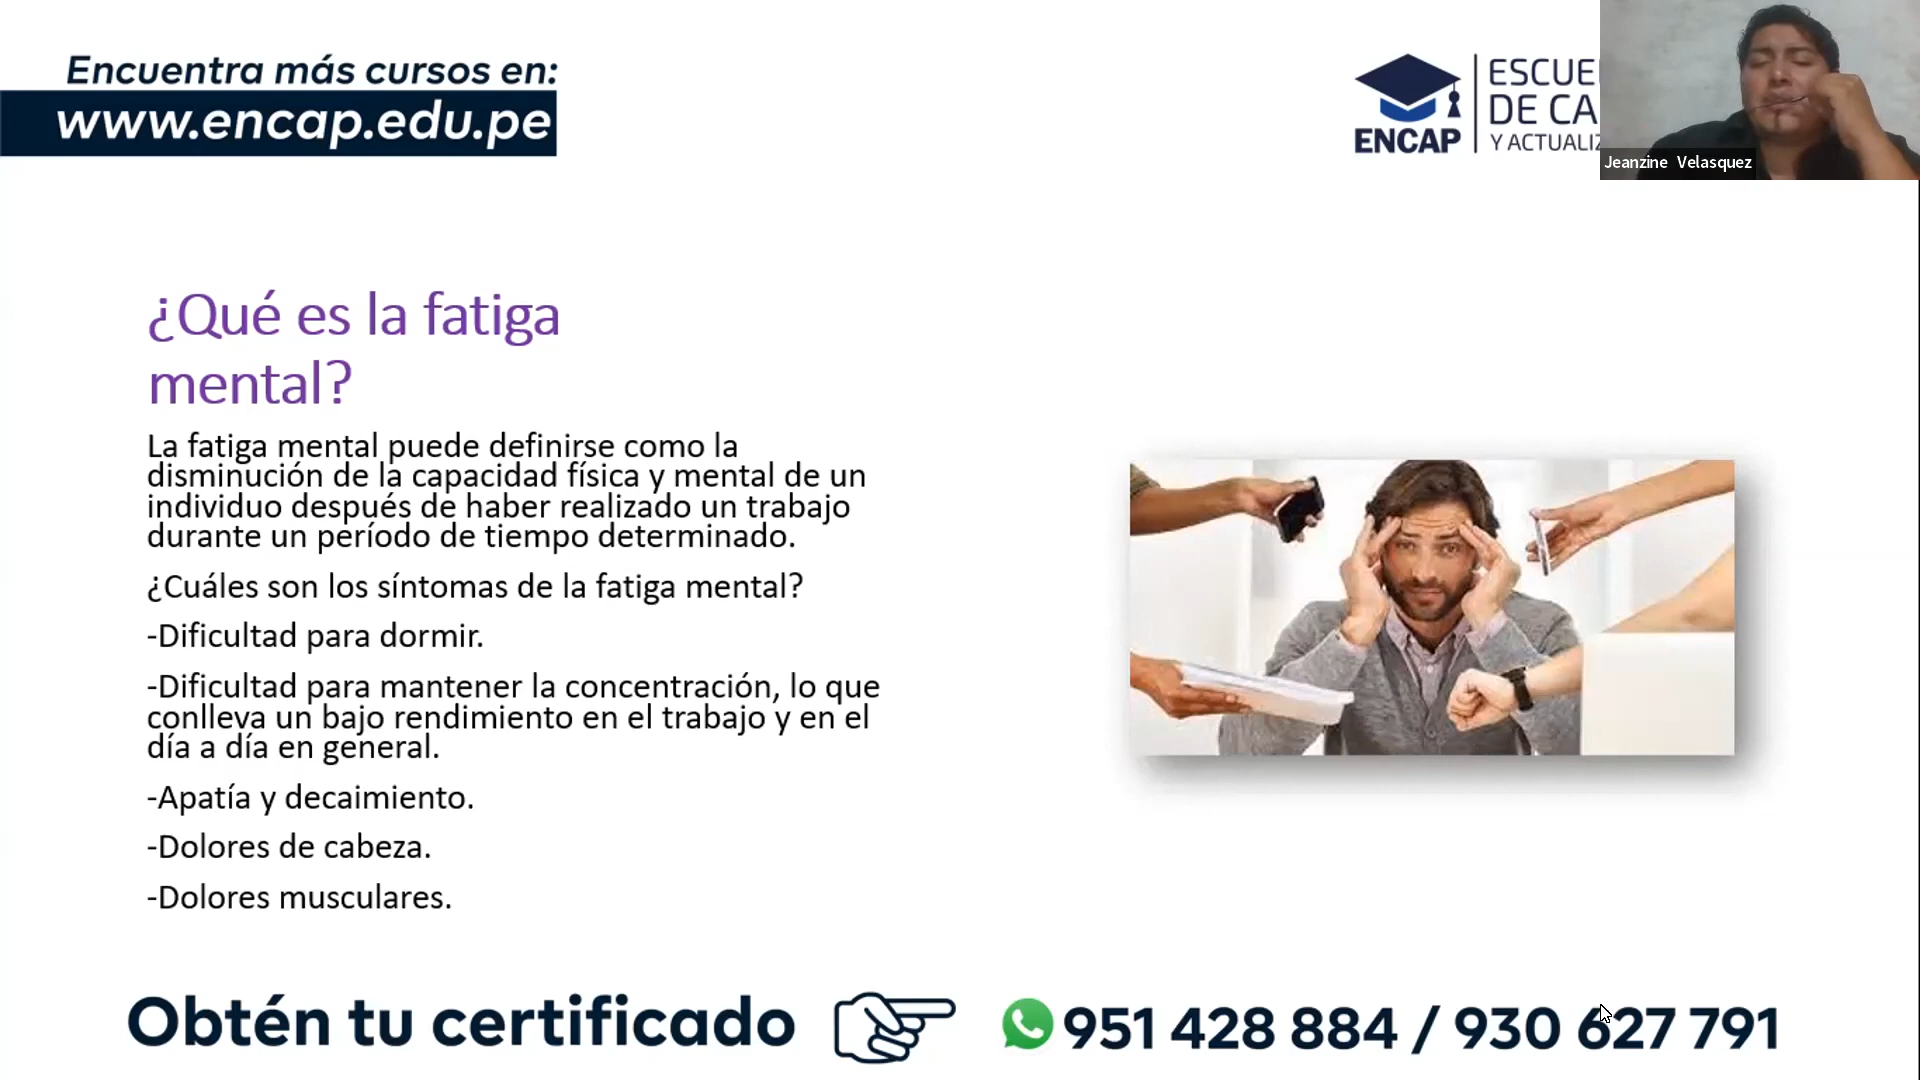 Encuentra más cursos en:
www.encap.edu.pe
ENCAP
ESCUE
DE CA
Y ACTUALIZ
Jeanzine Velasquez
¿Qué es la fatiga
mental?
La fatiga mental puede definirse como la
disminución de la capacidad física y mental de un
individuo después de haber realizado un trabajo
durante un período de tiempo determinado.
¿Cuáles son los síntomas de la fatiga mental?
-Dificultad para dormir.
-Dificultad para mantener la concentración, lo que
conlleva un bajo rendimiento en el trabajo y en el
día a día en general.
-Apatía y decaimiento.
-Dolores de cabeza.
-Dolores musculares.
Obtén tu certificado
951 428 884 / 930 627 791